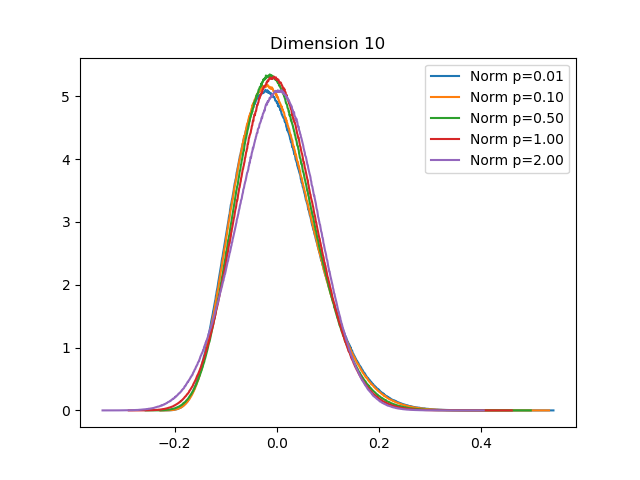 Dimension 10
Norm p=0.01
Norm p=0.10
Norm p=0.50
Norm p=1.00
Norm p=2.00
5
4
3
2
1
0
−0.2 0.0 0.2 0.4